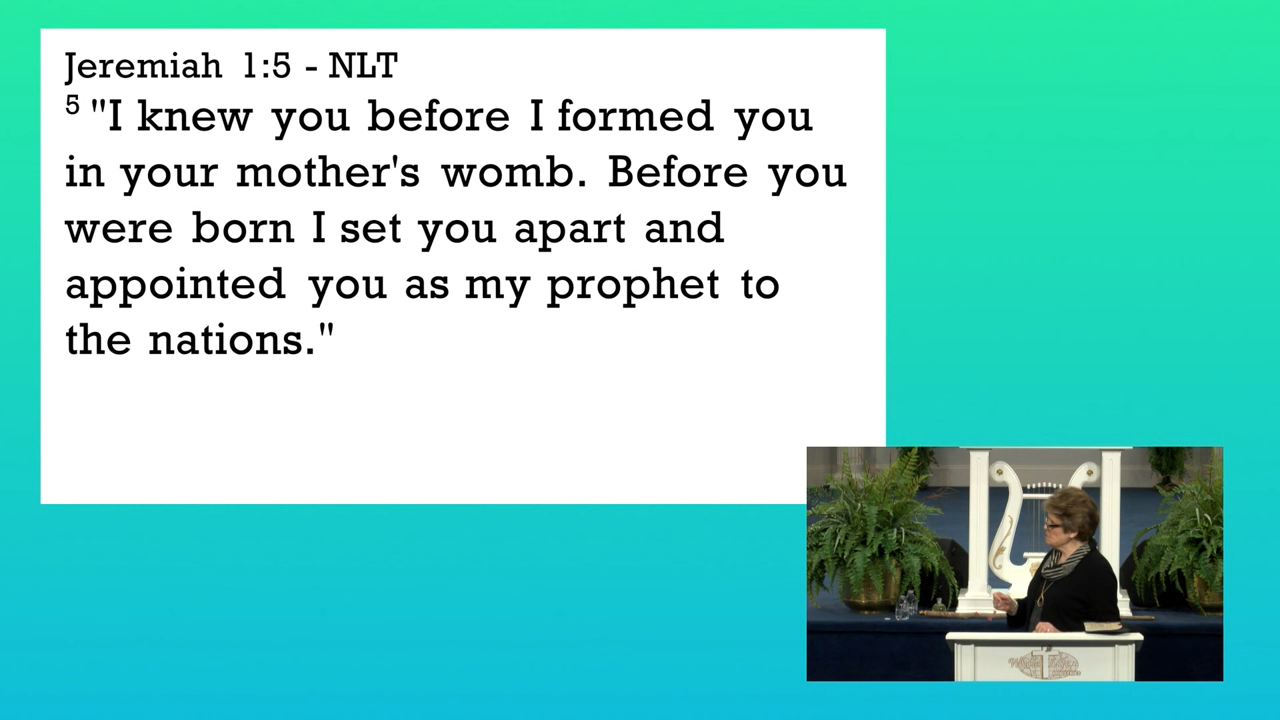 Jeremiah 1:5 - NLT
5 "I knew you before I formed you
in your mother's womb. Before you
were born I set you apart and
appointed you as my prophet to
the nations."